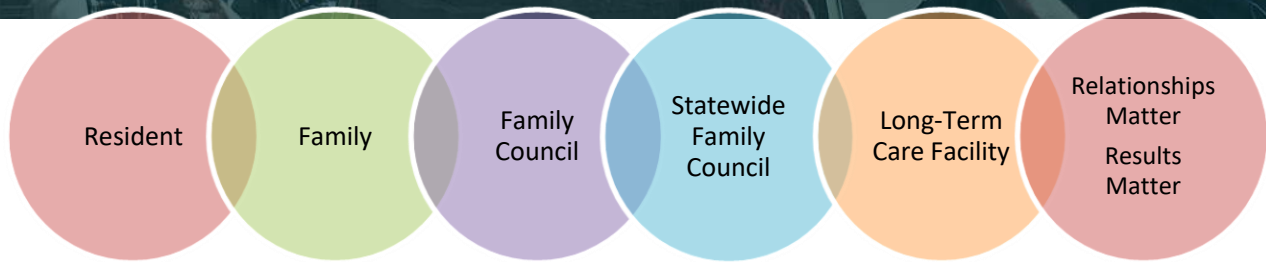 Resident
Family
Family
Council
Statewide
Family
Council
Long-Term
Care Facility
Relationships
Matter
Results
Matter